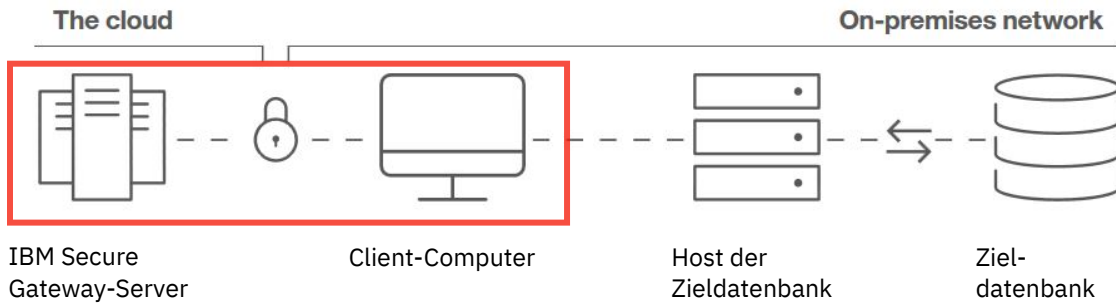 The cloud
On-premises network
IBM Secure
Gateway-Server
Client-Computer
Host der
Zieldatenbank
Ziel-
datenbank